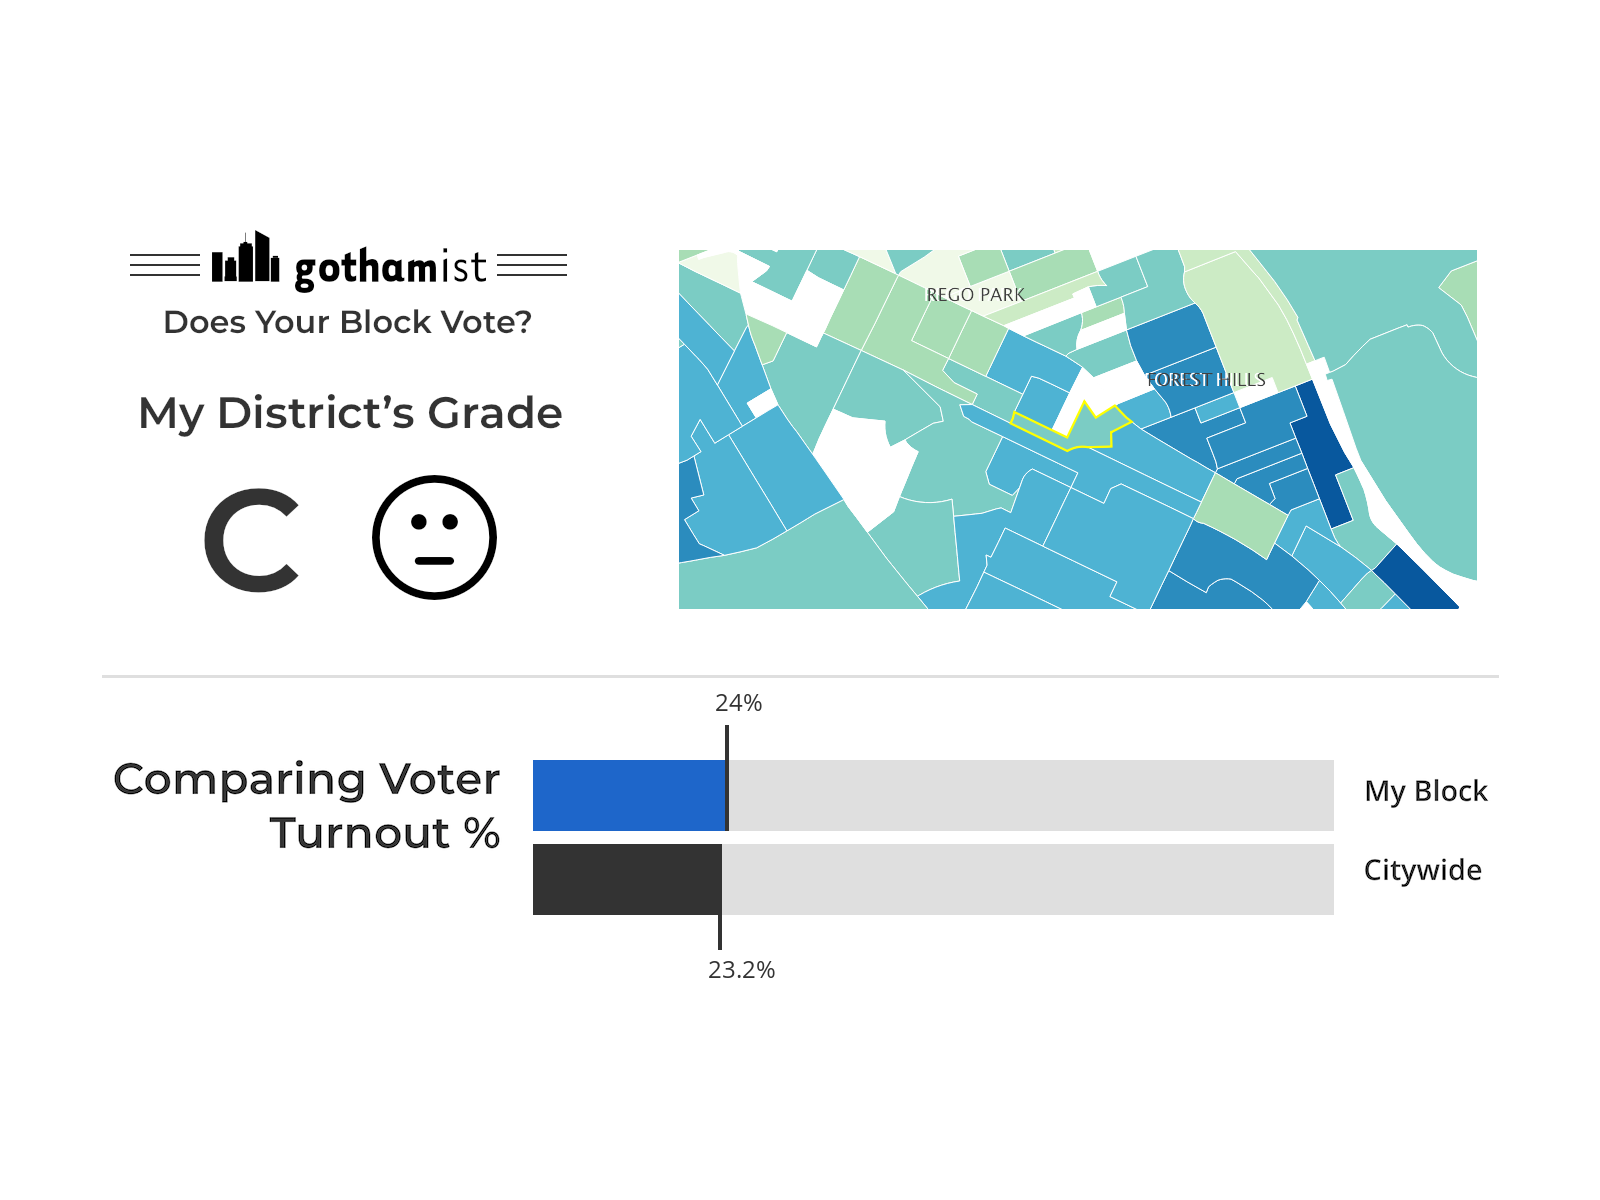 gothamist
Does Your Block Vote?
My District’s Grade
C
REGO PARK
FOREST HILLS
24%
Comparing Voter
Turnout %
My Block
Citywide
23.2%